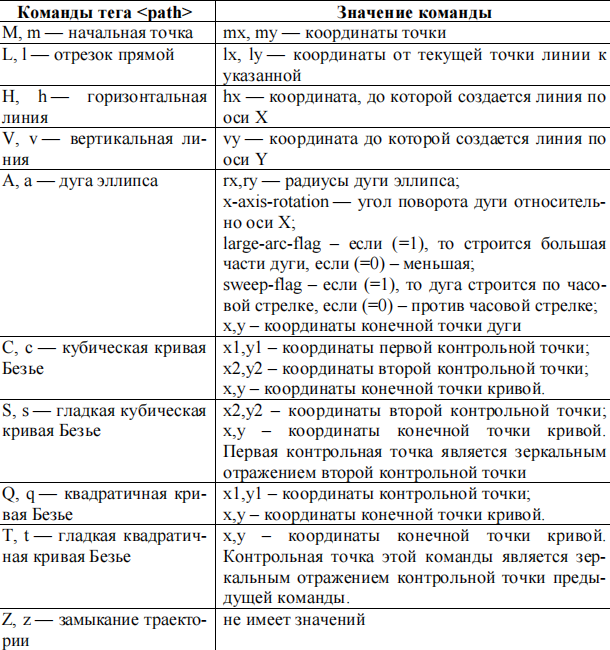 Команды тега <path>
Значение команды
M, m — начальная точка
mx, my — координаты точки
L, l — отрезок прямой
lx, ly — координаты от текущей точки линии к
указанной
H, h — горизонтальная
линия
hx — координата, до которой создается линия по
оси X
V, v — вертикальная ли-
ния
vy — координата до которой создается линия по
оси Y
A, a — дуга эллипса
rx,ry — радиусы дуги эллипса;
x-axis-rotation — угол поворота дуги относитель-
но оси X;
large-arc-flag – если (=1), то строится большая
части дуги, если (=0) – меньшая;
sweep-flag – если (=1), то дуга строится по часо-
вой стрелке, если (=0) – против часовой стрелке;
x,y – координаты конечной точки дуги
C, c – кубическая кривая
Безье
x1,y1 – координаты первой контрольной точки;
x2,y2 – координаты второй контрольной точки;
x,y – координаты конечной точки кривой.
S, s – гладкая кубическая
кривая Безье
x2,y2 – координаты второй контрольной точки;
x,y – координаты конечной точки кривой.
Первая контрольная точка является зеркальным
отражением второй контрольной точки
Q, q – квадратичная кри-
вая Безье
x1,y1 – координаты контрольной точки;
x,y – координаты конечной точки кривой.
T, t — гладкая квадратич-
ная кривая Безье
x,y – координаты конечной точки кривой.
Контрольная точка этой команды является зер-
кальным отражением контрольной точки преды-
дущей команды.
Z, z — замыкание траекто-
рии
не имеет значений